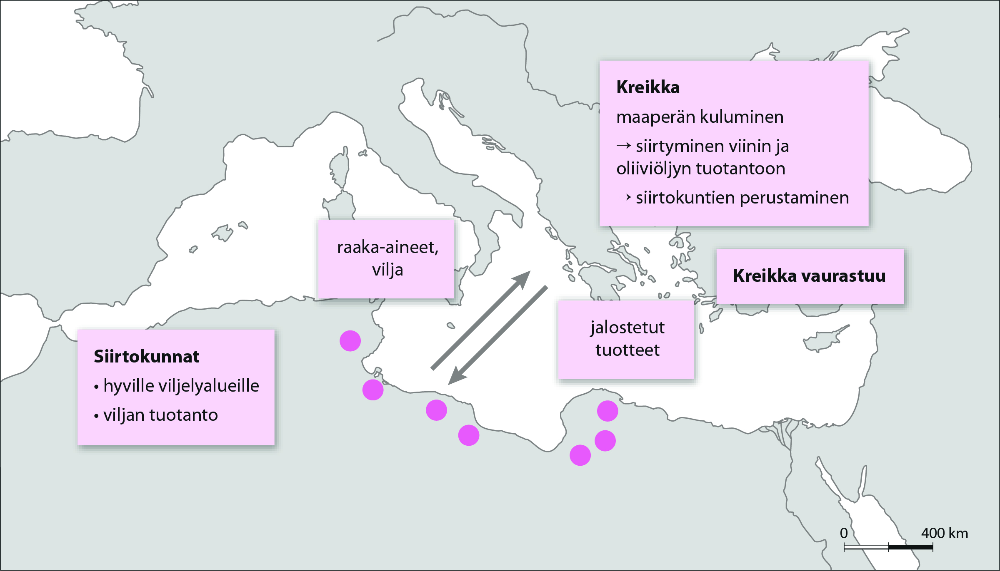 Kreikka
maaperän kuluminen
→ siirtyminen viinin ja
oliiviöljyn tuotantoon
→ siirtokuntien perustaminen
raaka-aineet,
vilja
Kreikka vaurastuu
jalostetut
tuotteet
Siirtokunnat
• hyville viljelyalueille
• viljan tuotanto
0 400 km